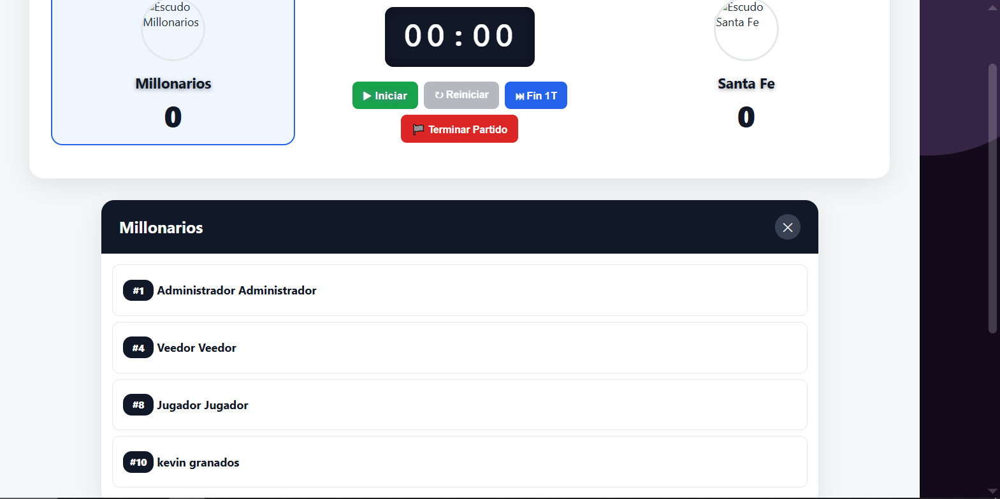 Escudo
Millonarios
Millonarios
0
00:00
▶ Iniciar
↻ Reiniciar
⏭ Fin 1T
🏁 Terminar Partido
Escudo
Santa Fe
Santa Fe
0
Millonarios
#1 Administrador Administrador
#4 Veedor Veedor
#8 Jugador Jugador
#10 kevin granados